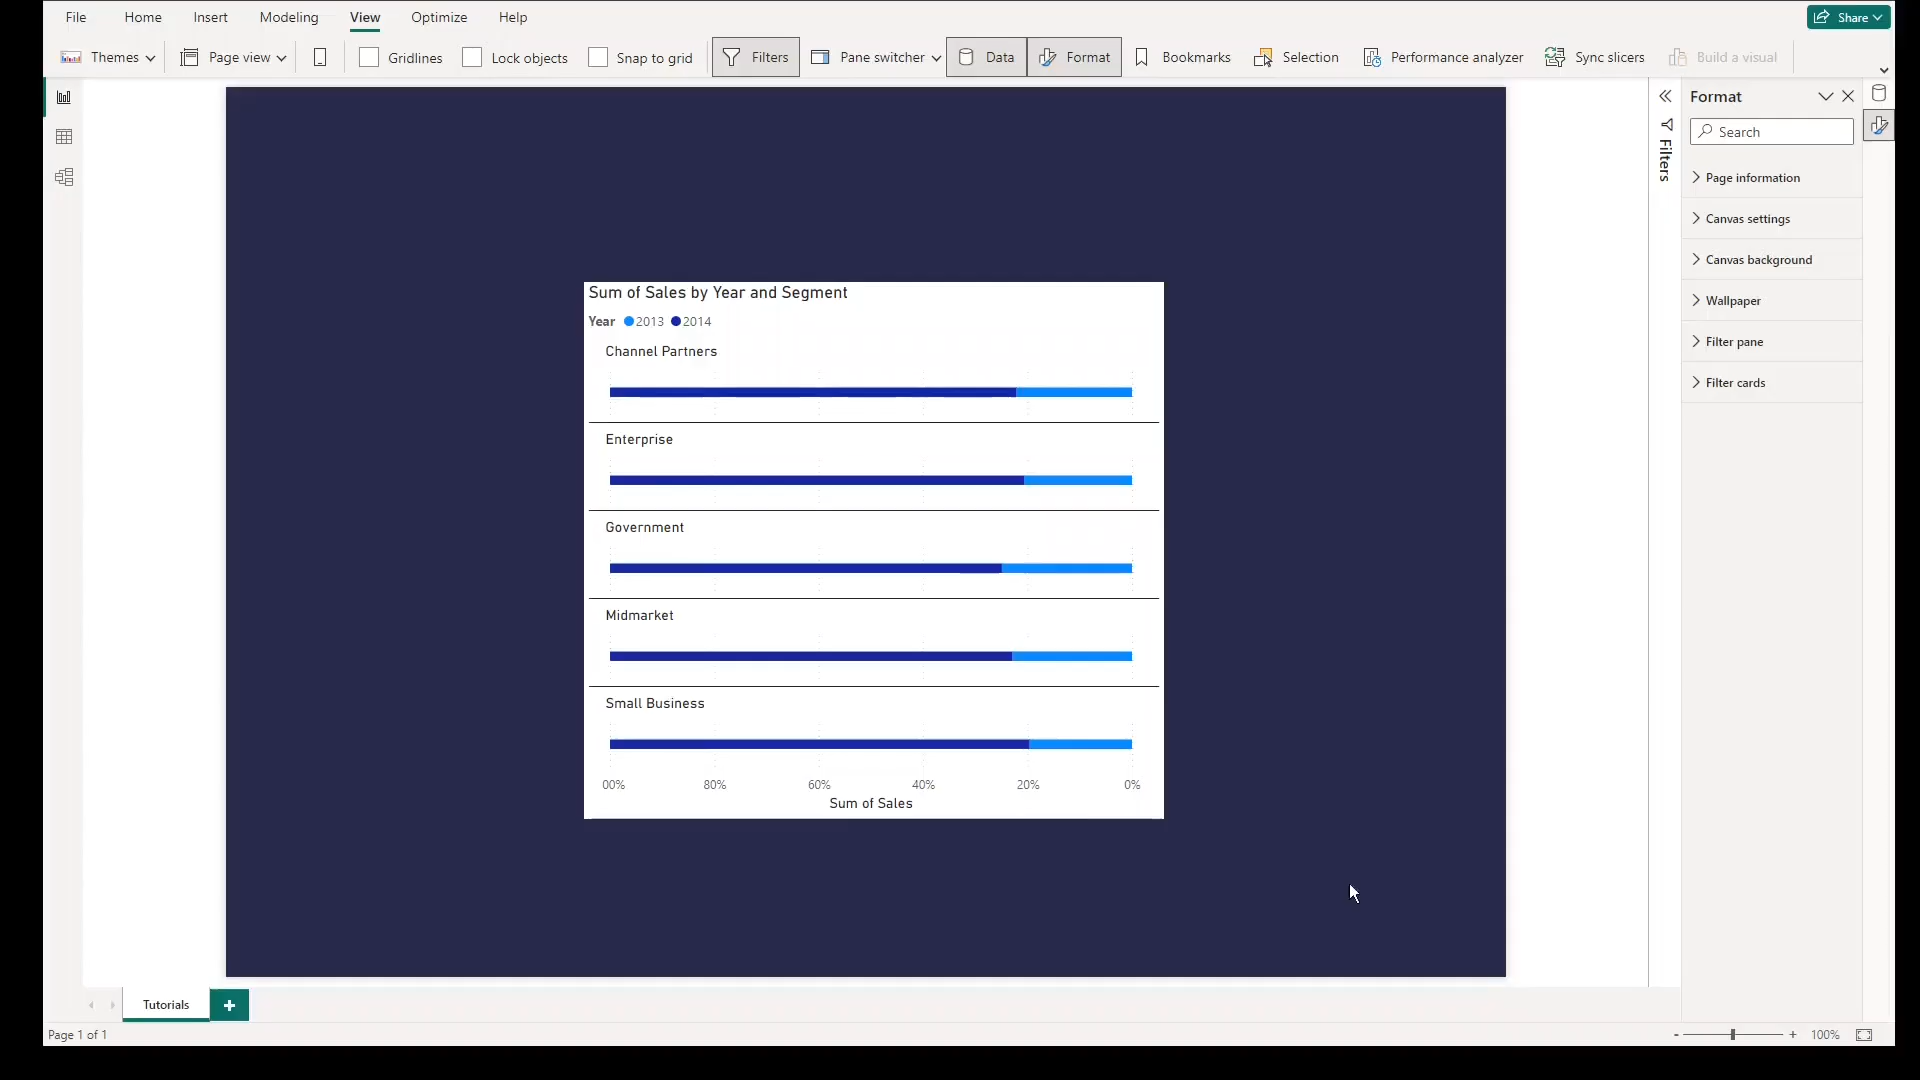 File Home Insert Modeling View Optimize Help Share
Themes Page view Gridlines Lock objects Snap to grid Filters Pane switcher Data Format Bookmarks Selection Performance analyzer Sync slicers Build a visual
Format
Search
Filters
Page information
Canvas settings
Canvas background
Wallpaper
Filter pane
Filter cards
Sum of Sales by Year and Segment
Year 2013 2014
Channel Partners
Enterprise
Government
Midmarket
Small Business
00% 80% 60% 40% 20% 0%
Sum of Sales
Tutorials +
Page 1 of 1 - + 100%